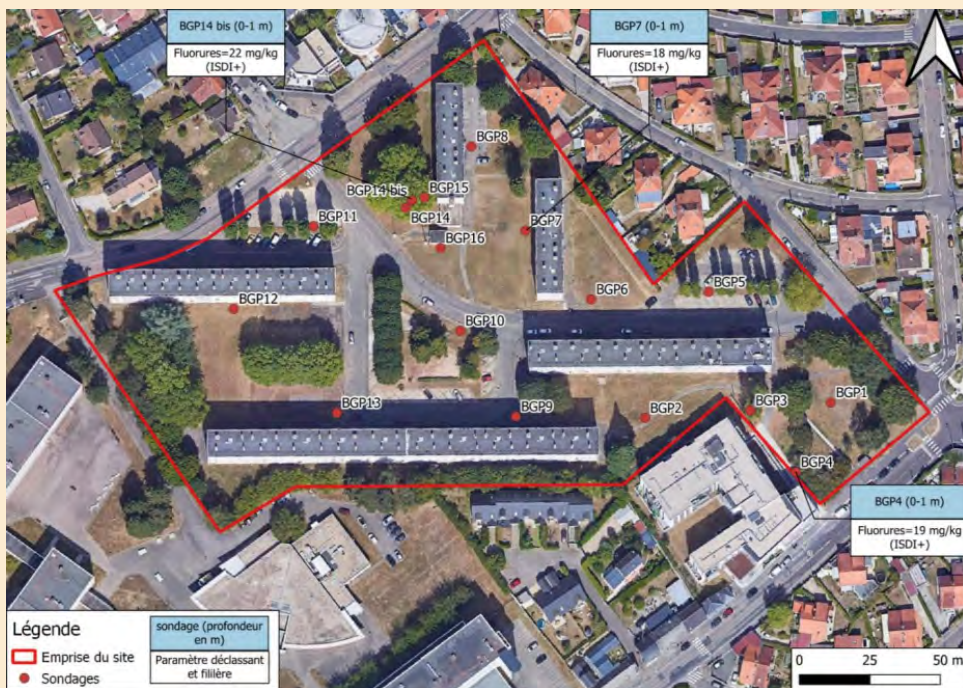 BGP14 bis (0-1 m)
Fluorures=22 mg/kg
(ISDI+)
BGP7 (0-1 m)
Fluorures=18 mg/kg
(ISDI+)
BGP8
BGP14 bis
BGP15
BGP14
BGP11
BGP16
BGP7
BGP6
BGP5
BGP12
BGP10
BGP13
BGP9
BGP2
BGP3
BGP1
BGP4
BGP4 (0-1 m)
Fluorures=19 mg/kg
(ISDI+)
Légende
Emprise du site
Sondages
sondage (profondeur
en m)
Paramètre déclassant
et filière
0 25 50 m